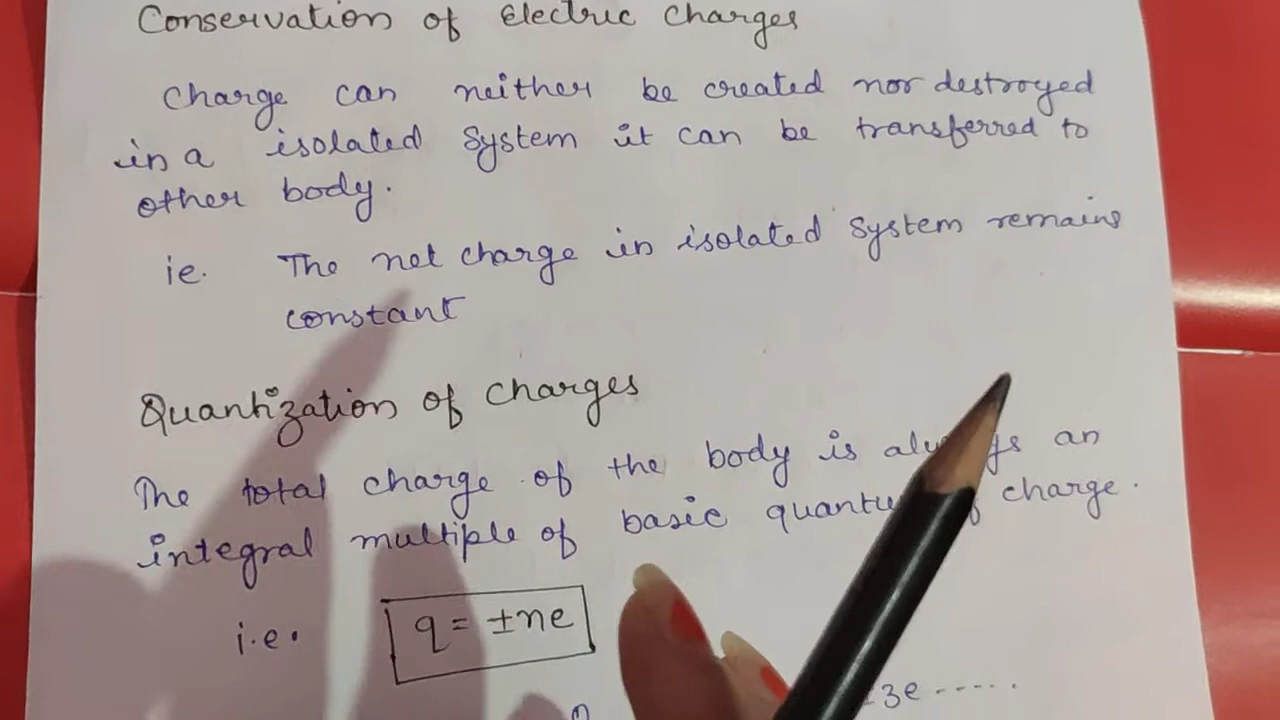 Conservation of Electric Charges
Charge can neither be created nor destroyed
in a isolated System it can be transferred to
other body.
ie. The net charge in isolated System remains
constant
Quantization of Charges
The total charge of the body is an
integral multiple of basic charge.
i.e. q = ±ne
3e -----.